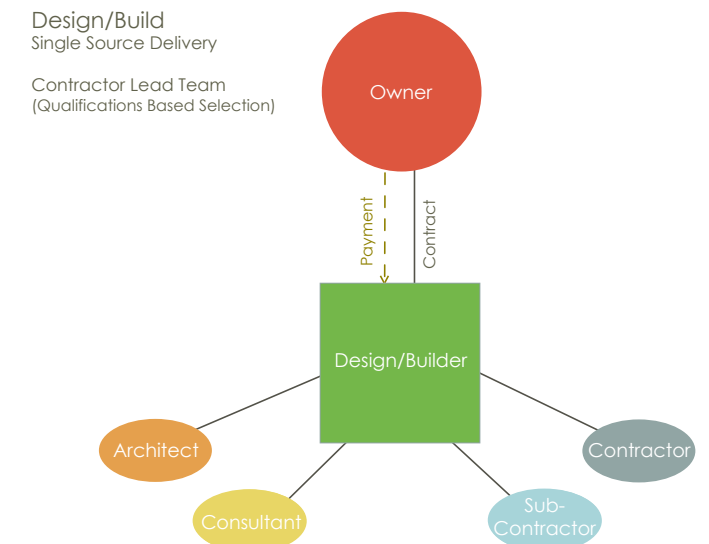 Design/Build
Single Source Delivery
Contractor Lead Team
(Qualifications Based Selection)
Owner
Payment
Contract
Design/Builder
Architect
Contractor
Consultant
Sub-
Contractor